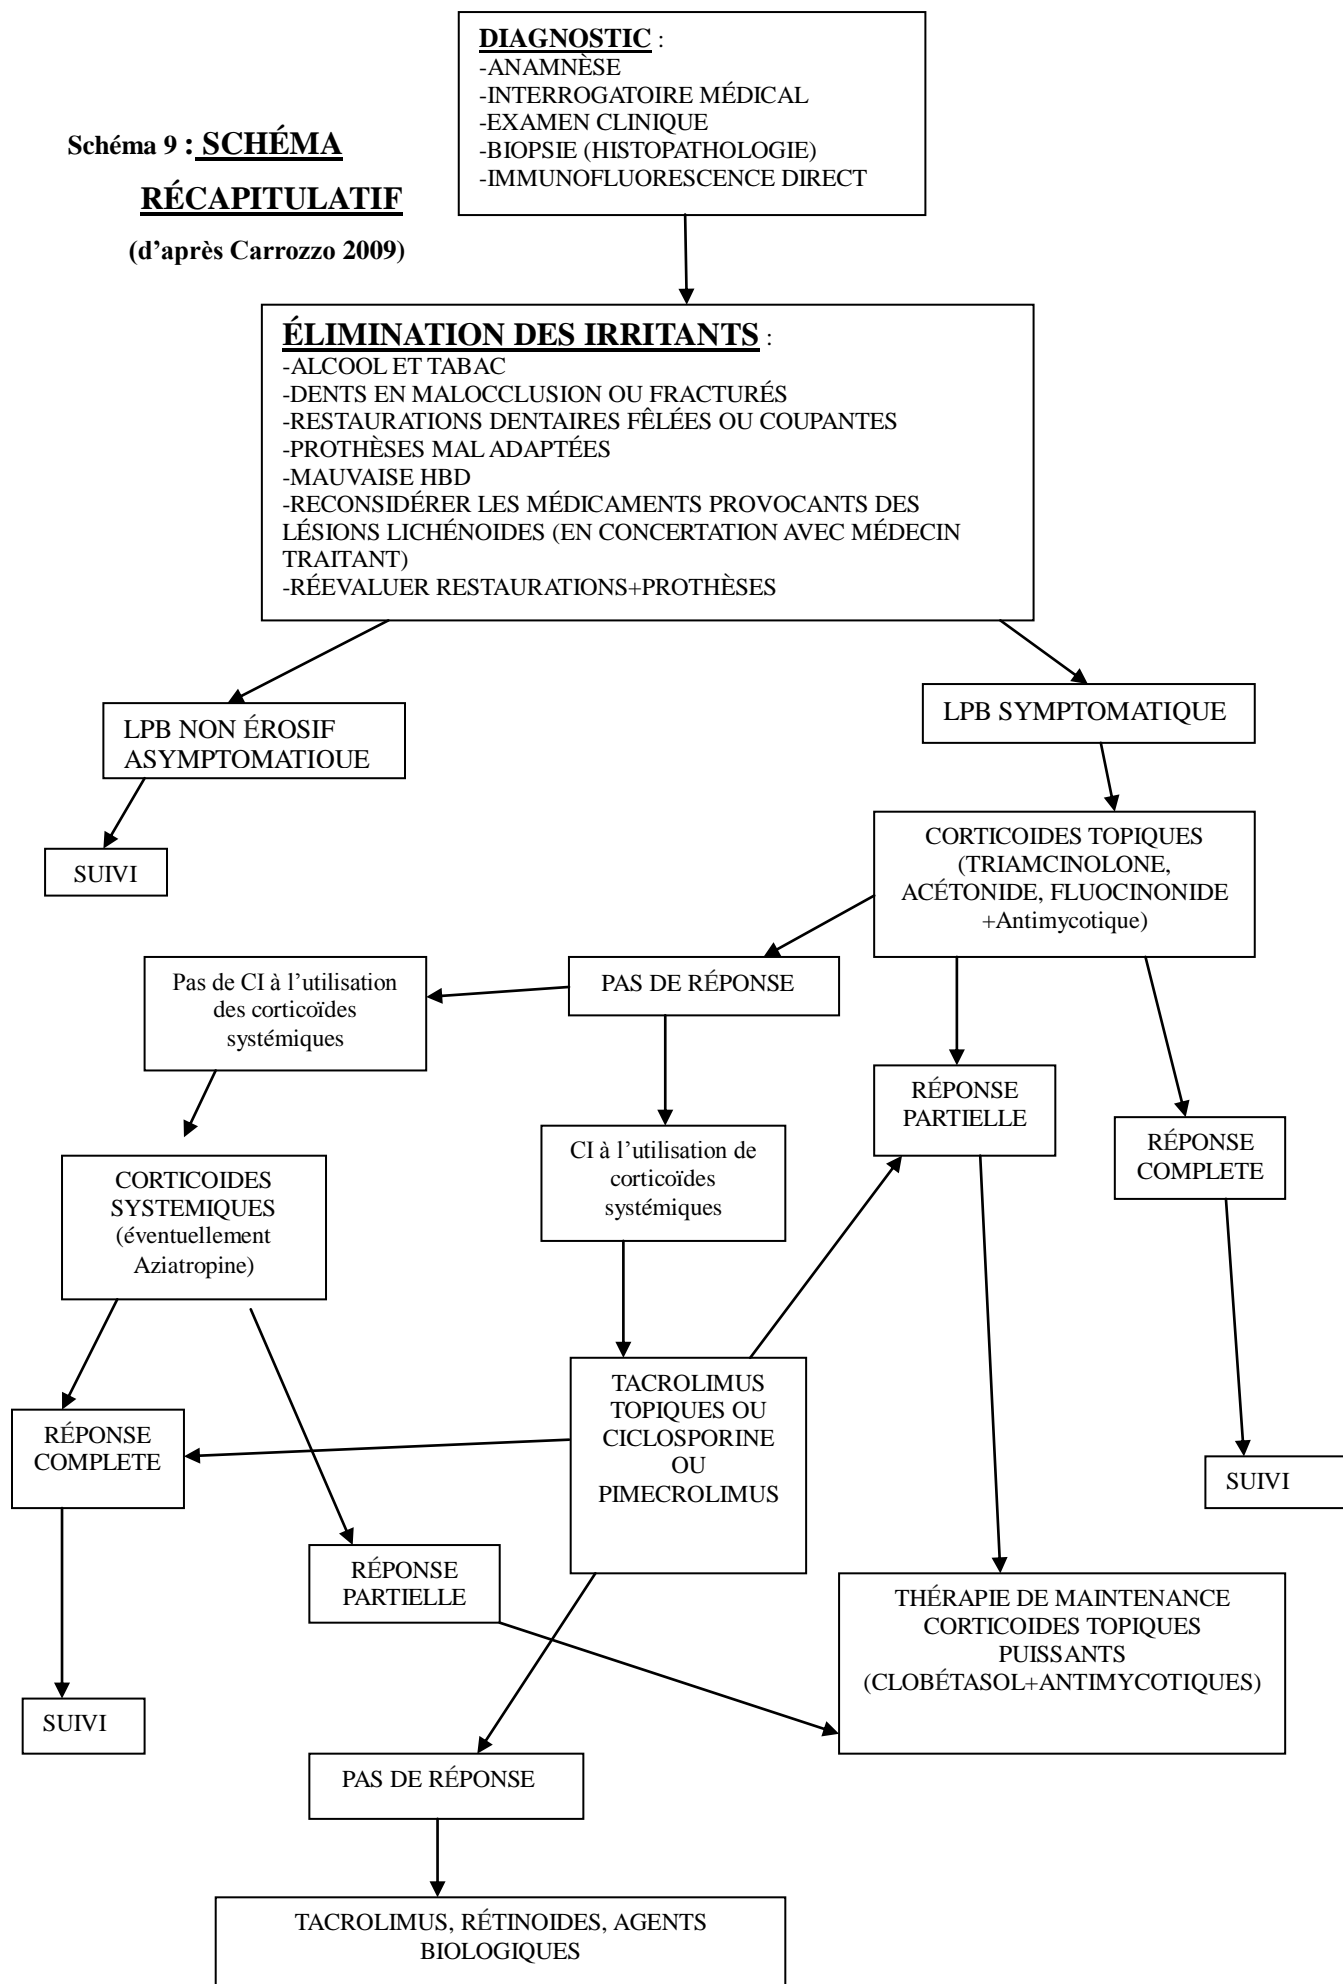 DIAGNOSTIC :
-ANAMNÈSE
-INTERROGATOIRE MÉDICAL
-EXAMEN CLINIQUE
-BIOPSIE (HISTOPATHOLOGIE)
-IMMUNOFLUORESCENCE DIRECT
Schéma 9 : SCHÉMA
RÉCAPITULATIF
(d'après Carrozzo 2009)
ÉLIMINATION DES IRRITANTS :
-ALCOOL ET TABAC
-DENTS EN MALOCCLUSION OU FRACTURÉS
-RESTAURATIONS DENTAIRES FÊLÉES OU COUPANTES
-PROTHÈSES MAL ADAPTÉES
-MAUVAISE HBD
-RECONSIDÉRER LES MÉDICAMENTS PROVOCANTS DES
LÉSIONS LICHÉNOIDES (EN CONCERTATION AVEC MÉDECIN
TRAITANT)
-RÉEVALUER RESTAURATIONS+PROTHÈSES
LPB NON ÉROSIF
ASYMPTOMATIQUE
LPB SYMPTOMATIQUE
SUIVI
CORTICOIDES TOPIQUES
(TRIAMCINOLONE,
ACÉTONIDE, FLUOCINONIDE
+Antimycotique)
Pas de CI à l'utilisation
des corticoïdes
systémiques
PAS DE RÉPONSE
RÉPONSE
PARTIELLE
RÉPONSE
COMPLETE
CI à l'utilisation de
corticoïdes
systémiques
CORTICOIDES
SYSTEMIQUES
(éventuellement
Aziatropine)
TACROLIMUS
TOPIQUES OU
CICLOSPORINE
OU
PIMECROLIMUS
RÉPONSE
COMPLETE
SUIVI
RÉPONSE
PARTIELLE
THÉRAPIE DE MAINTENANCE
CORTICOIDES TOPIQUES
PUISSANTS
(CLOBÉTASOL+ANTIMYCOTIQUES)
SUIVI
PAS DE RÉPONSE
TACROLIMUS, RÉTINOIDES, AGENTS
BIOLOGIQUES